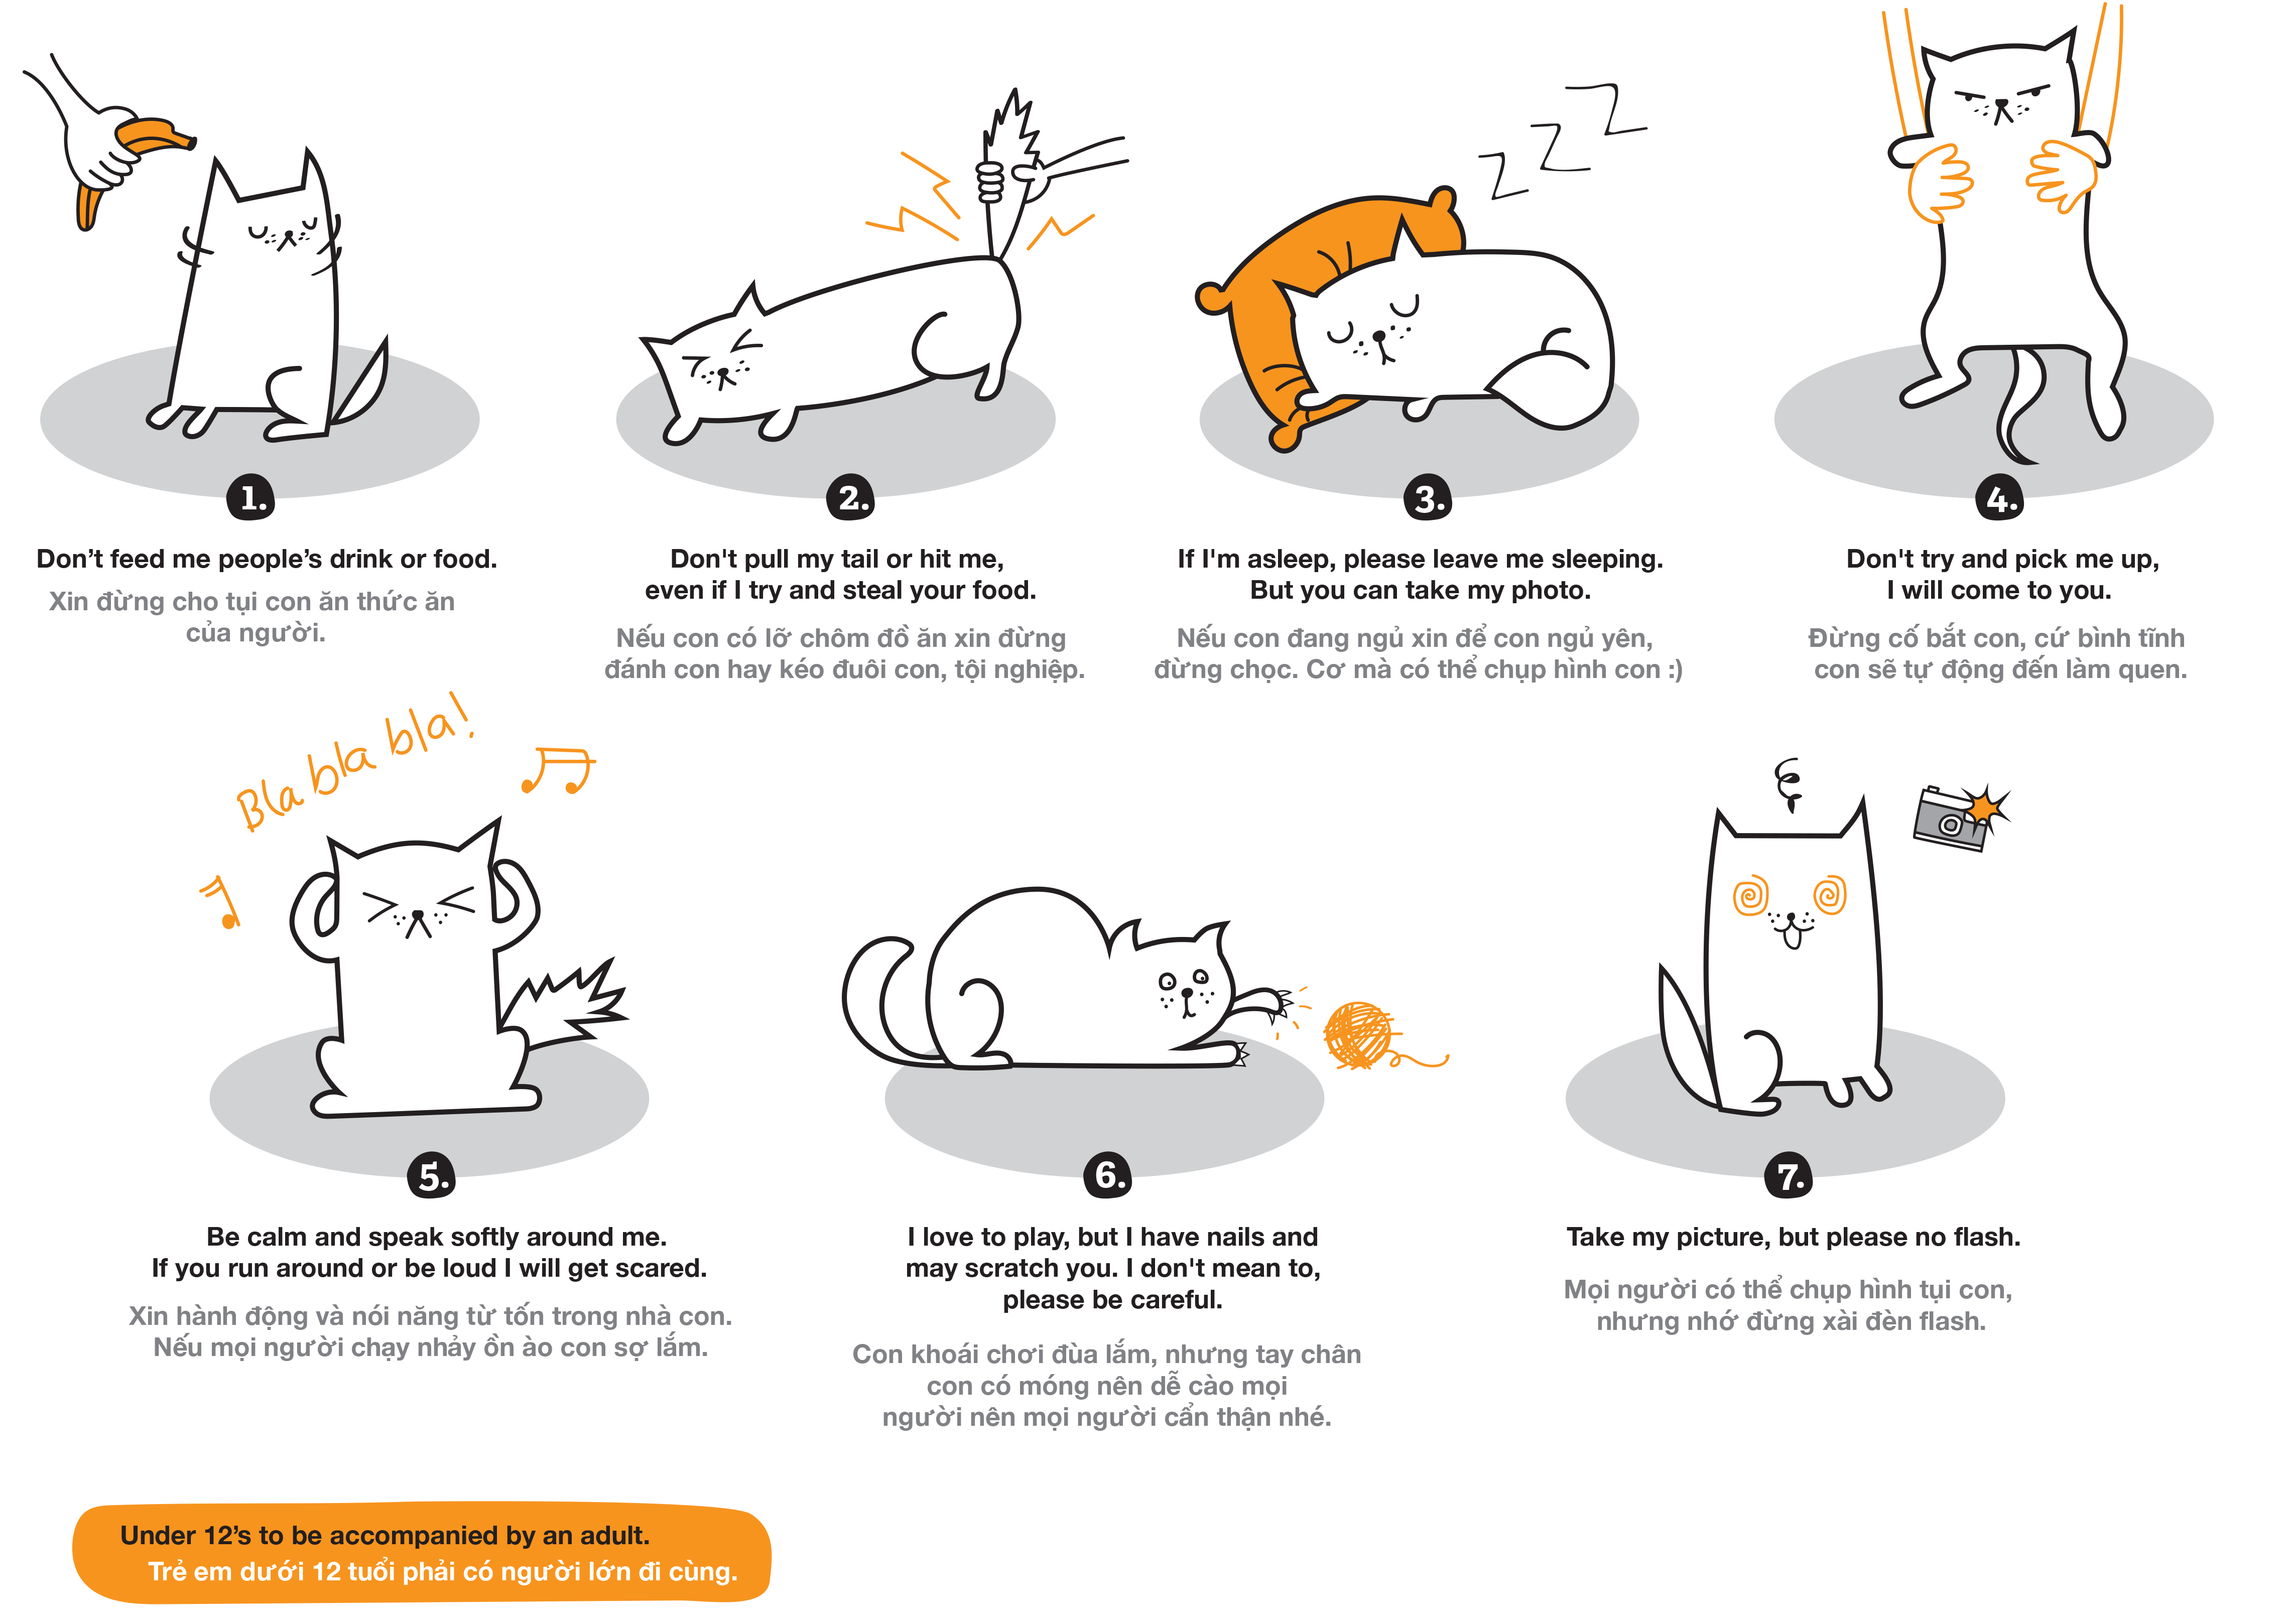 1.
Don’t feed me people’s drink or food.
Xin đừng cho tụi con ăn thức ăn
của người.
2.
Don't pull my tail or hit me,
even if I try and steal your food.
Nếu con có lỡ chôm đồ ăn xin đừng
đánh con hay kéo đuôi con, tội nghiệp.
Z Z Z
3.
If I'm asleep, please leave me sleeping.
But you can take my photo.
Nếu con đang ngủ xin để con ngủ yên,
đừng chọc. Cơ mà có thể chụp hình con :)
4.
Don't try and pick me up,
I will come to you.
Đừng cố bắt con, cứ bình tĩnh
con sẽ tự động đến làm quen.
Bla bla bla!
5.
Be calm and speak softly around me.
If you run around or be loud I will get scared.
Xin hành động và nói năng từ tốn trong nhà con.
Nếu mọi người chạy nhảy ồn ào con sợ lắm.
6.
I love to play, but I have nails and
may scratch you. I don't mean to,
please be careful.
Con khoái chơi đùa lắm, nhưng tay chân
con có móng nên dễ cào mọi
người nên mọi người cẩn thận nhé.
7.
Take my picture, but please no flash.
Mọi người có thể chụp hình tụi con,
nhưng nhớ đừng xài đèn flash.
Under 12’s to be accompanied by an adult.
Trẻ em dưới 12 tuổi phải có người lớn đi cùng.